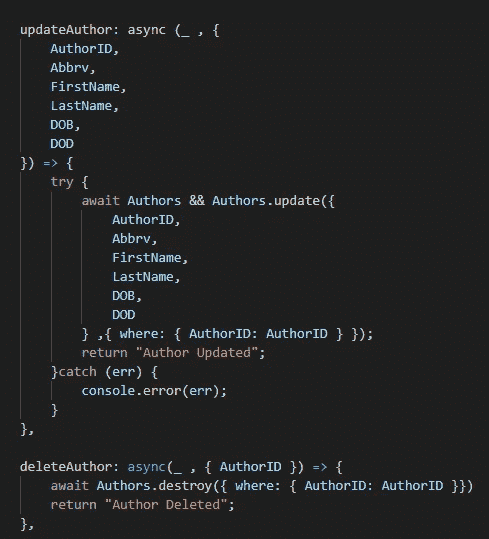 updateAuthor: async (_ , {
    AuthorID,
    Abbrv,
    FirstName,
    LastName,
    DOB,
    DOD
}) => {
    try {
        await Authors && Authors.update({
            AuthorID,
            Abbrv,
            FirstName,
            LastName,
            DOB,
            DOD
        } ,{ where: { AuthorID: AuthorID } });
        return "Author Updated";
    }catch (err) {
        console.error(err);
    }
},

deleteAuthor: async(_ , { AuthorID }) => {
    await Authors.destroy({ where: { AuthorID: AuthorID }})
    return "Author Deleted";
},